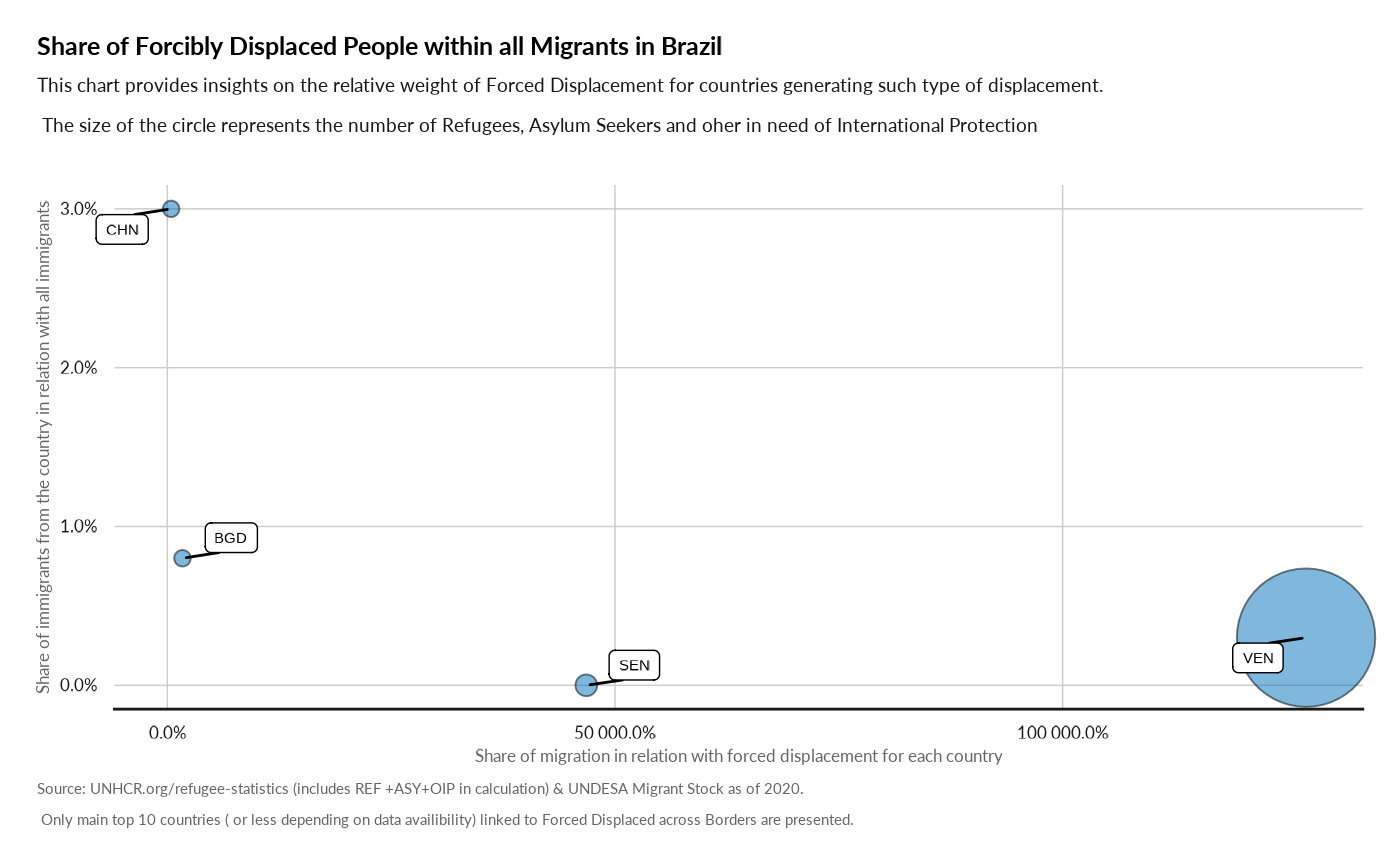 Share of Forcibly Displaced People within all Migrants in Brazil
This chart provides insights on the relative weight of Forced Displacement for countries generating such type of displacement.
The size of the circle represents the number of Refugees, Asylum Seekers and oher in need of International Protection
Share of immigrants from the country in relation with all immigrants
3.0%
2.0%
1.0%
0.0%
CHN
BGD
SEN
VEN
0.0%
50 000.0%
100 000.0%
Share of migration in relation with forced displacement for each country
Source: UNHCR.org/refugee-statistics (includes REF +ASY+OIP in calculation) & UNDESA Migrant Stock as of 2020.
Only main top 10 countries ( or less depending on data availibility) linked to Forced Displaced across Borders are presented.